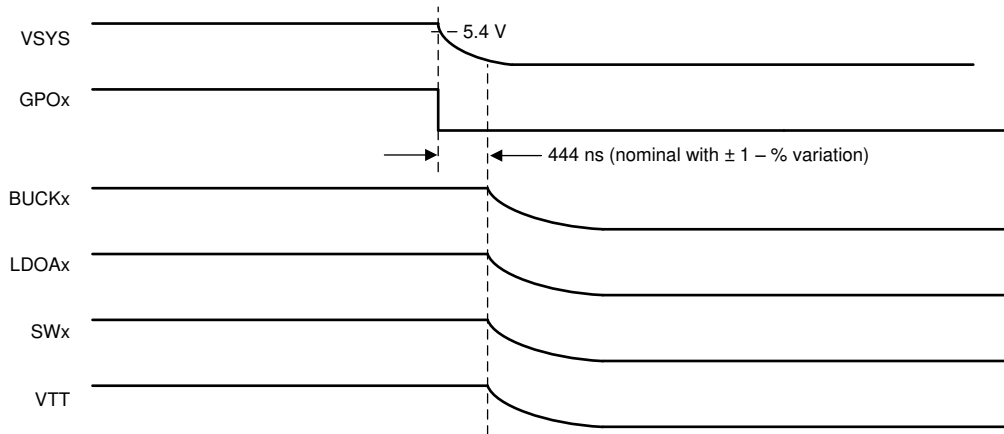 VSYS
5.4 V
GPOx
444 ns (nominal with ± 1 – % variation)
BUCKx
LDOAx
SWx
VTT